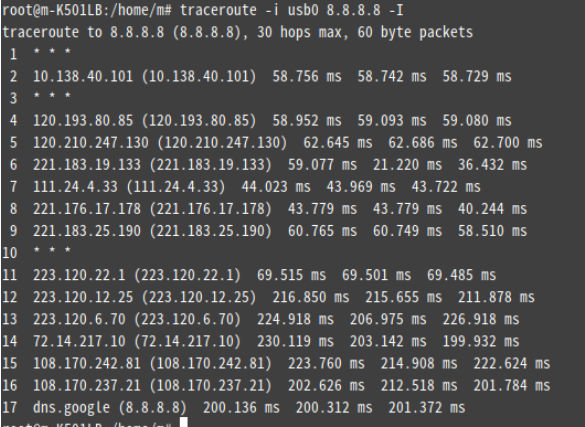 root@m-K501LB:/home/m# traceroute -i usb0 8.8.8.8 -I
traceroute to 8.8.8.8 (8.8.8.8), 30 hops max, 60 byte packets
 1  * * *
 2  10.138.40.101 (10.138.40.101)  58.756 ms  58.742 ms  58.729 ms
 3  * * *
 4  120.193.80.85 (120.193.80.85)  58.952 ms  59.093 ms  59.080 ms
 5  120.210.247.130 (120.210.247.130)  62.645 ms  62.686 ms  62.700 ms
 6  221.183.19.133 (221.183.19.133)  59.077 ms  21.220 ms  36.432 ms
 7  111.24.4.33 (111.24.4.33)  44.023 ms  43.969 ms  43.722 ms
 8  221.176.17.178 (221.176.17.178)  43.779 ms  43.779 ms  40.244 ms
 9  221.183.25.190 (221.183.25.190)  60.765 ms  60.749 ms  58.510 ms
10  * * *
11  223.120.22.1 (223.120.22.1)  69.515 ms  69.501 ms  69.485 ms
12  223.120.12.25 (223.120.12.25)  216.850 ms  215.655 ms  211.878 ms
13  223.120.6.70 (223.120.6.70)  224.918 ms  206.975 ms  226.918 ms
14  72.14.217.10 (72.14.217.10)  230.119 ms  203.142 ms  199.932 ms
15  108.170.242.81 (108.170.242.81)  223.760 ms  214.908 ms  222.624 ms
16  108.170.237.21 (108.170.237.21)  202.626 ms  212.518 ms  201.784 ms
17  dns.google (8.8.8.8)  200.136 ms  200.312 ms  201.372 ms
root@m-K501LB:/home/m#